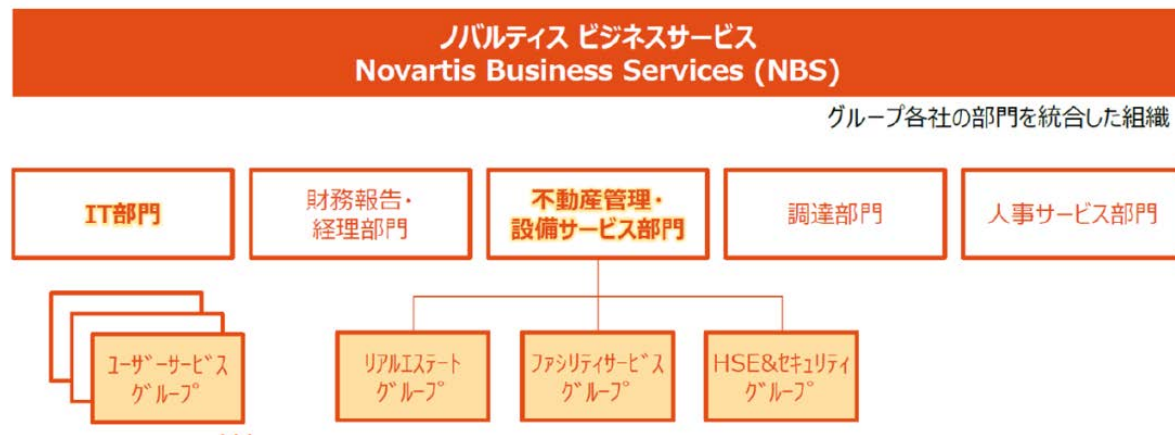 ノバルティス ビジネスサービス
Novartis Business Services (NBS)
グループ各社の部門を統合した組織
IT部門
財務報告・
経理部門
不動産管理・
設備サービス部門
調達部門
人事サービス部門
ﾕｰｻﾞｰｻｰﾋﾞｽ
ｸﾞﾙｰﾌﾟ
ﾘｱﾙｴｽﾃｰﾄ
ｸﾞﾙｰﾌﾟ
ﾌｧｼﾘﾃｨｻｰﾋﾞｽ
ｸﾞﾙｰﾌﾟ
HSE&ｾｷｭﾘﾃｨ
ｸﾞﾙｰﾌﾟ